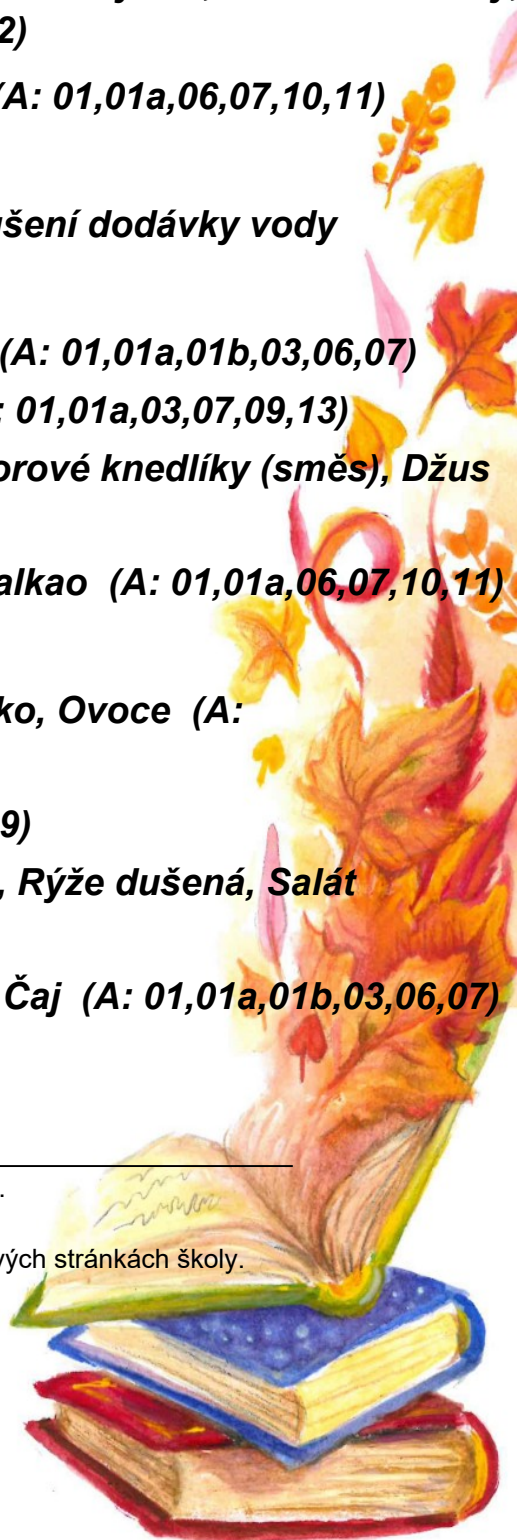 2)
(A: 01,01a,06,07,10,11)
šení dodávky vody
(A: 01,01a,01b,03,06,07)
01,01a,03,07,09,13)
orové knedlíky (směs), Džus
alkao (A: 01,01a,06,07,10,11)
ko, Ovoce (A:
9)
, Rýže dušená, Salát
Čaj (A: 01,01a,01b,03,06,07)
.
vých stránkách školy.